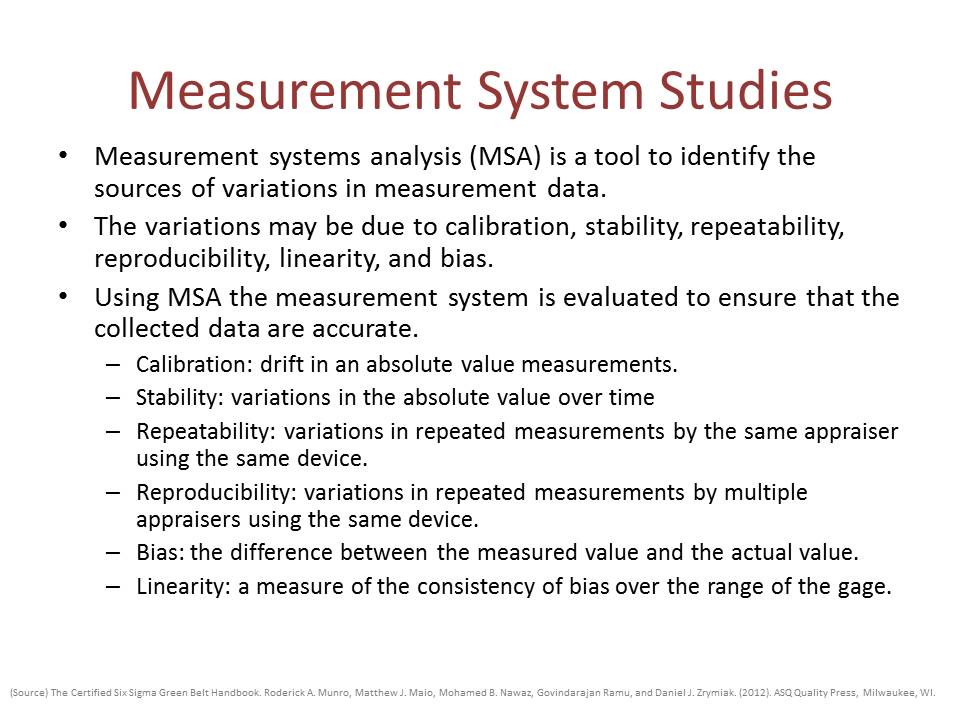 Measurement System Studies
• Measurement systems analysis (MSA) is a tool to identify the
sources of variations in measurement data.
• The variations may be due to calibration, stability, repeatability,
reproducibility, linearity, and bias.
• Using MSA the measurement system is evaluated to ensure that the
collected data are accurate.
– Calibration: drift in an absolute value measurements.
– Stability: variations in the absolute value over time
– Repeatability: variations in repeated measurements by the same appraiser
using the same device.
– Reproducibility: variations in repeated measurements by multiple
appraisers using the same device.
– Bias: the difference between the measured value and the actual value.
– Linearity: a measure of the consistency of bias over the range of the gage.
(Source) The Certified Six Sigma Green Belt Handbook. Roderick A. Munro, Matthew J. Maio, Mohamed B. Nawaz, Govindarajan Ramu, and Daniel J. Zrymiak. (2012). ASQ Quality Press, Milwaukee, WI.